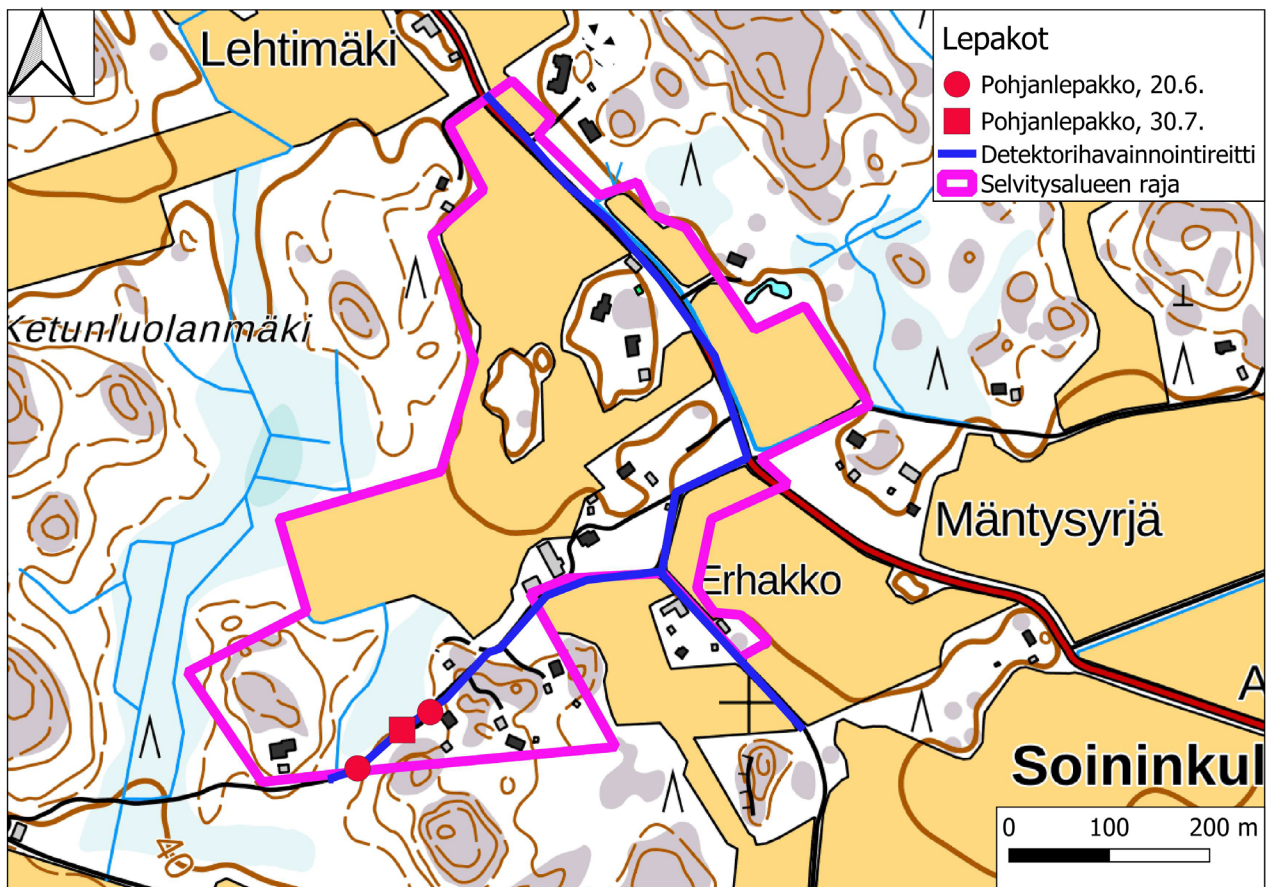 Lehtimäki
Lepakot
Pohjanlepakko, 20.6.
Pohjanlepakko, 30.7.
Detektorihavainnointireitti
Selvitysalueen raja
Ketunluolanmäki
Mäntysyrjä
Erhakko
A
Soininkul
40
0 100 200 m